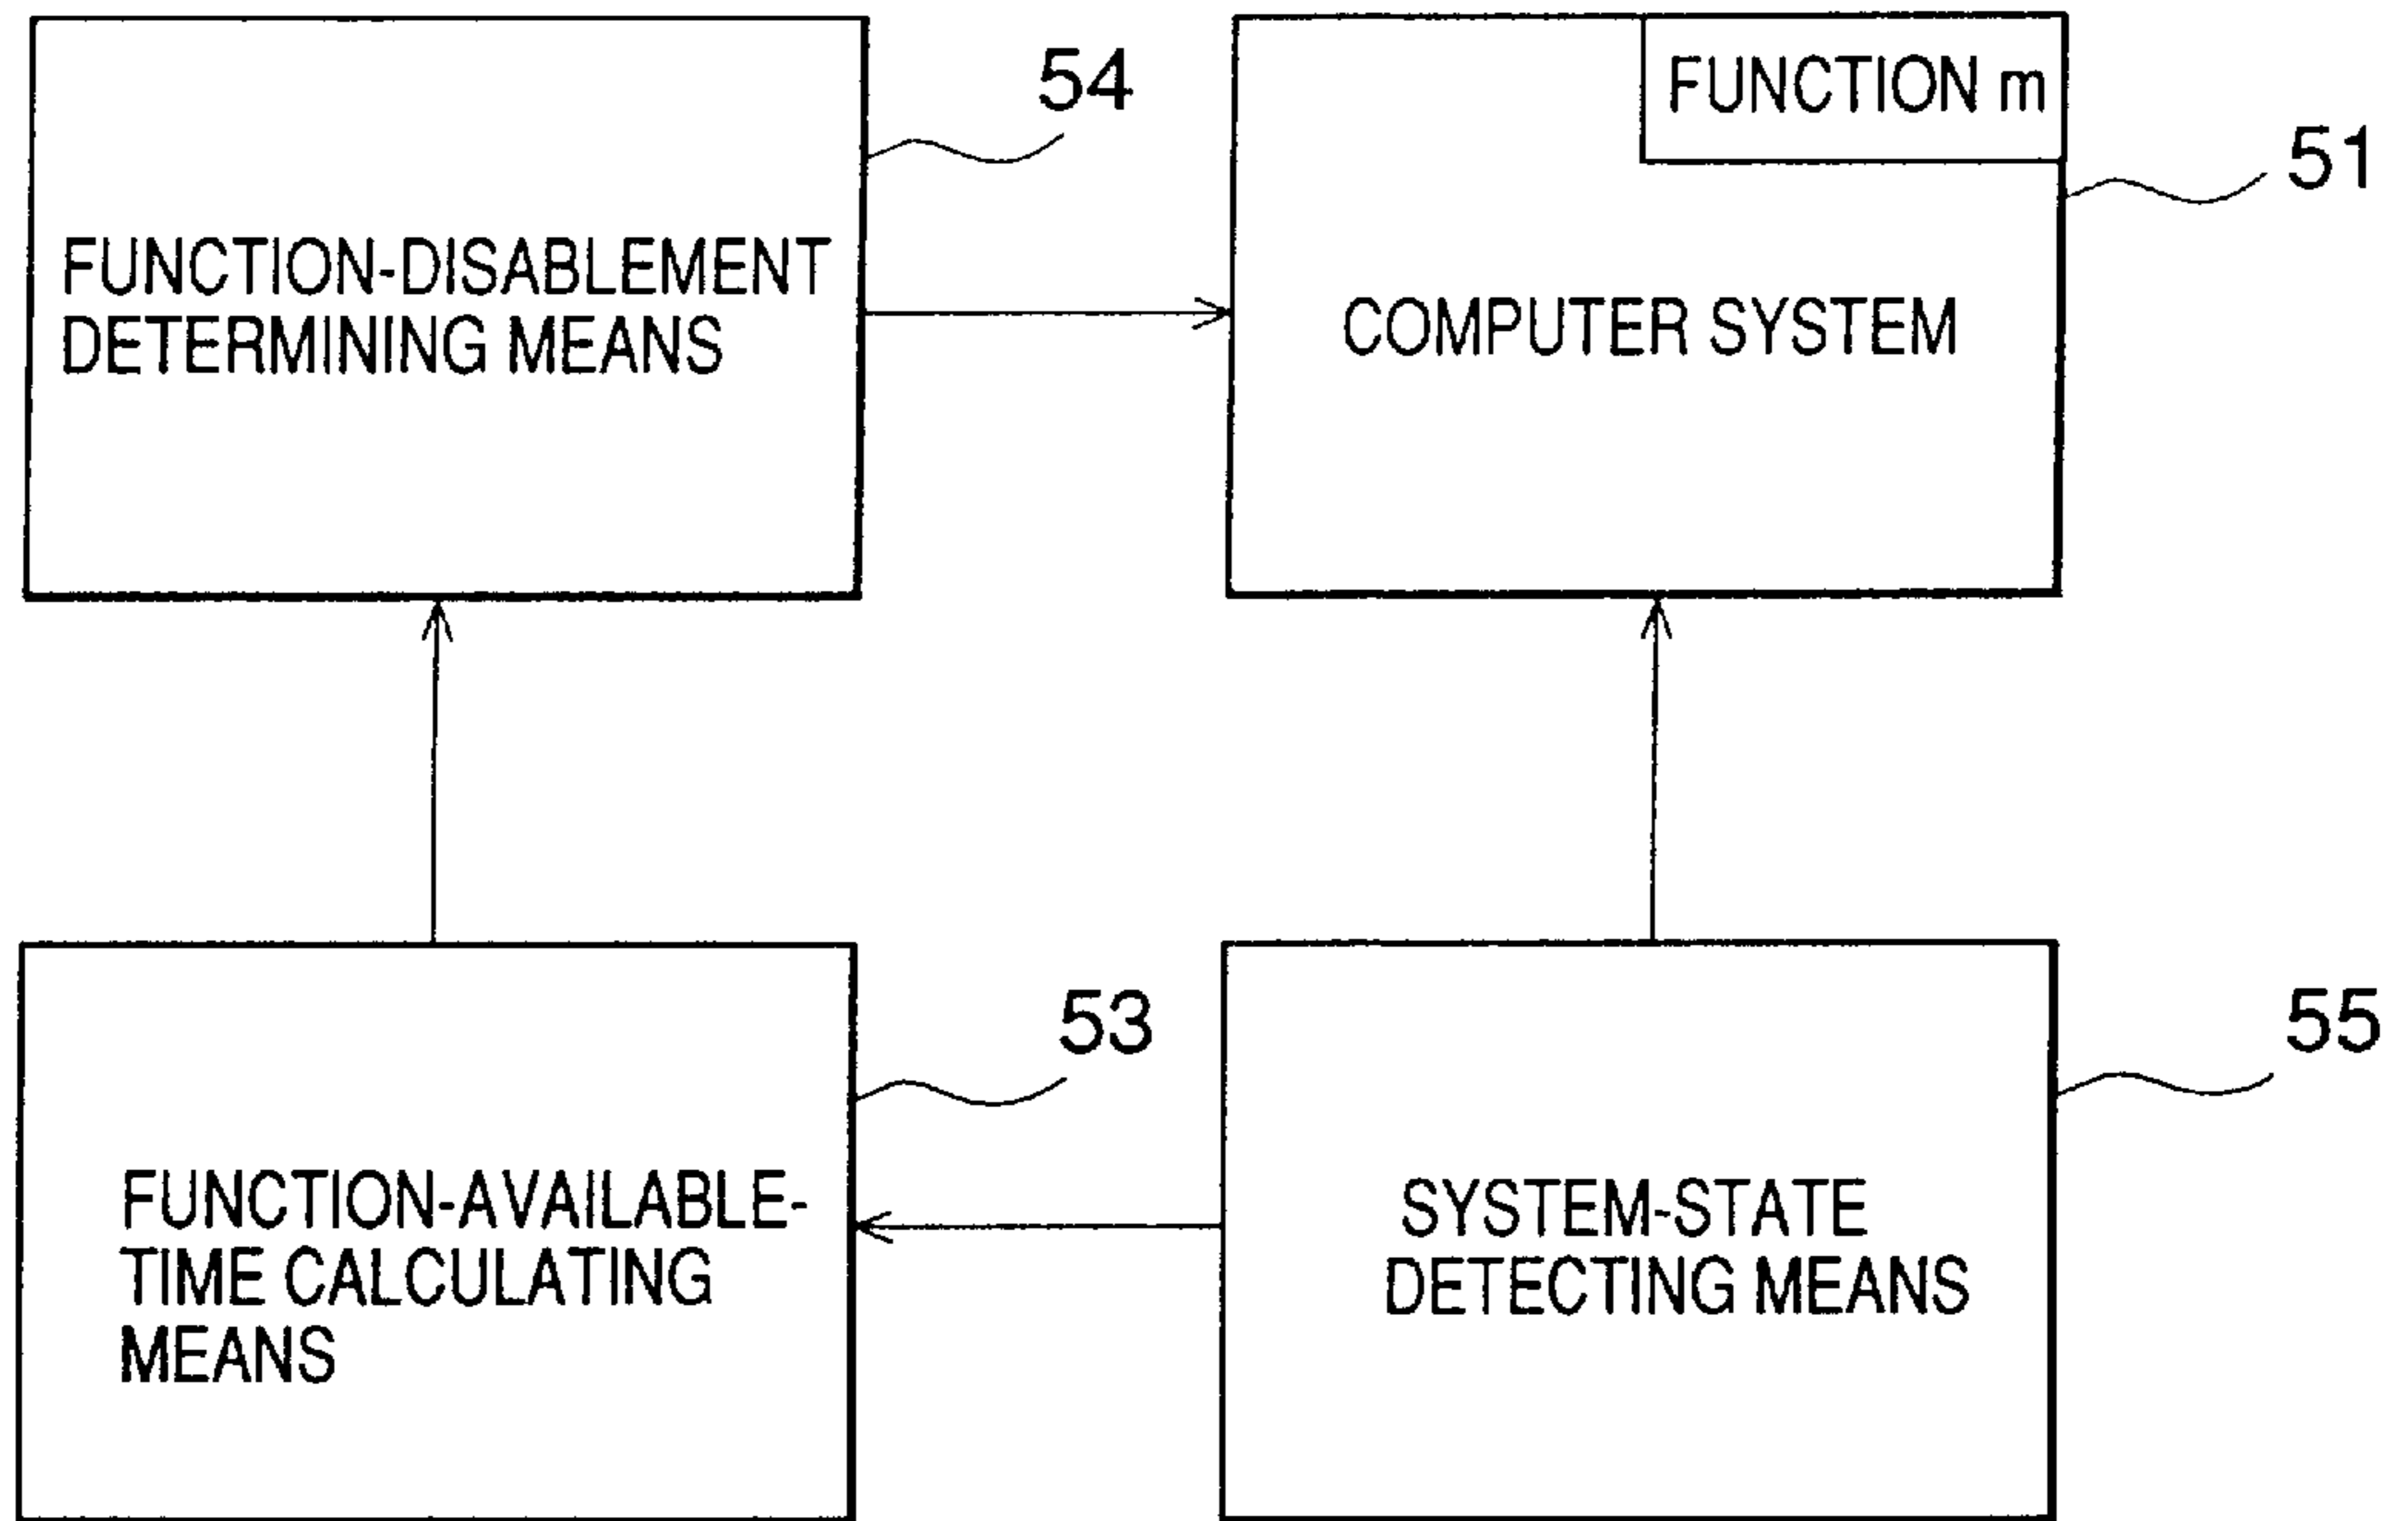 54
FUNCTION m
51
FUNCTION-DISABLEMENT
DETERMINING MEANS
COMPUTER SYSTEM
53
55
FUNCTION-AVAILABLE-
TIME CALCULATING
MEANS
SYSTEM-STATE
DETECTING MEANS